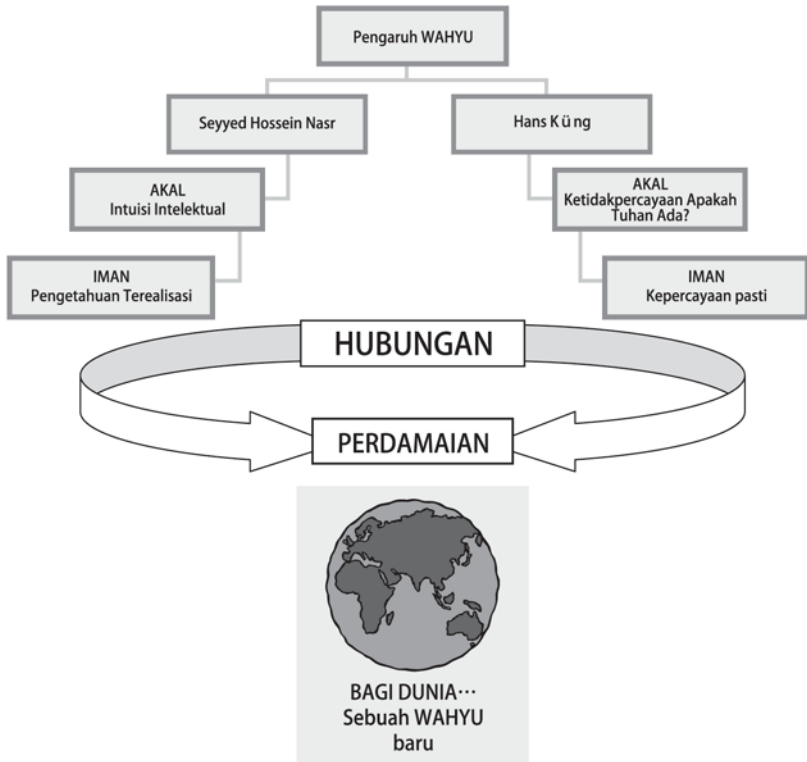 Pengaruh WAHYU
Seyyed Hossein Nasr
Hans Küng
AKAL
Intuisi Intelektual
AKAL
Ketidakpercayaan Apakah
Tuhan Ada?
IMAN
Pengetahuan Terealisasi
IMAN
Kepercayaan pasti
HUBUNGAN
PERDAMAIAN
BAGI DUNIA…
Sebuah WAHYU
baru